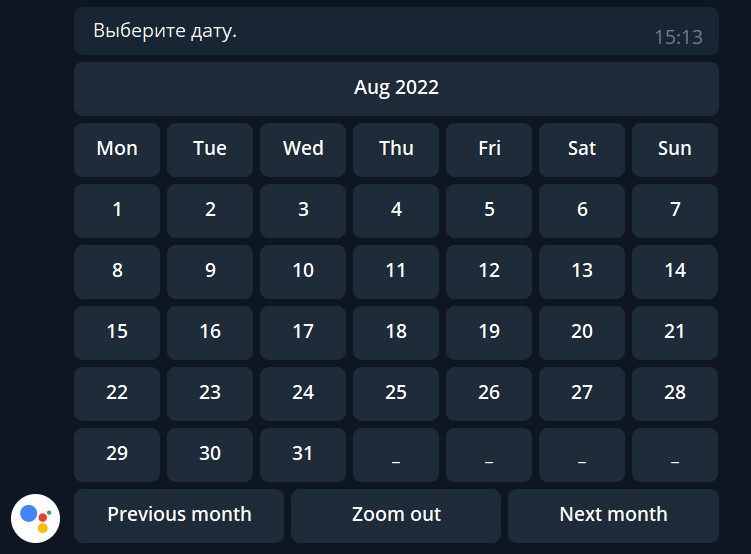 Выберите дату.
15:13
Aug 2022
Mon Tue Wed Thu Fri Sat Sun
1 2 3 4 5 6 7
8 9 10 11 12 13 14
15 16 17 18 19 20 21
22 23 24 25 26 27 28
29 30 31 _ _ _ _
Previous month Zoom out Next month